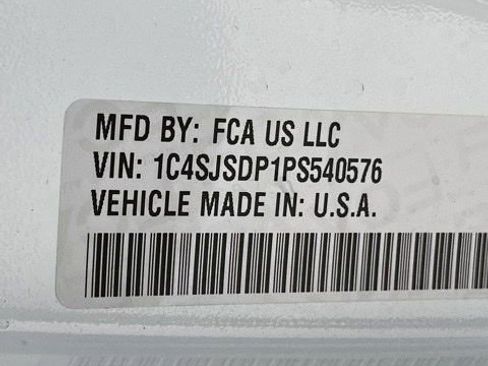 MFD BY: FCA US LLC
VIN: 1C4SJSDP1PS540576
VEHICLE MADE IN: U.S.A.